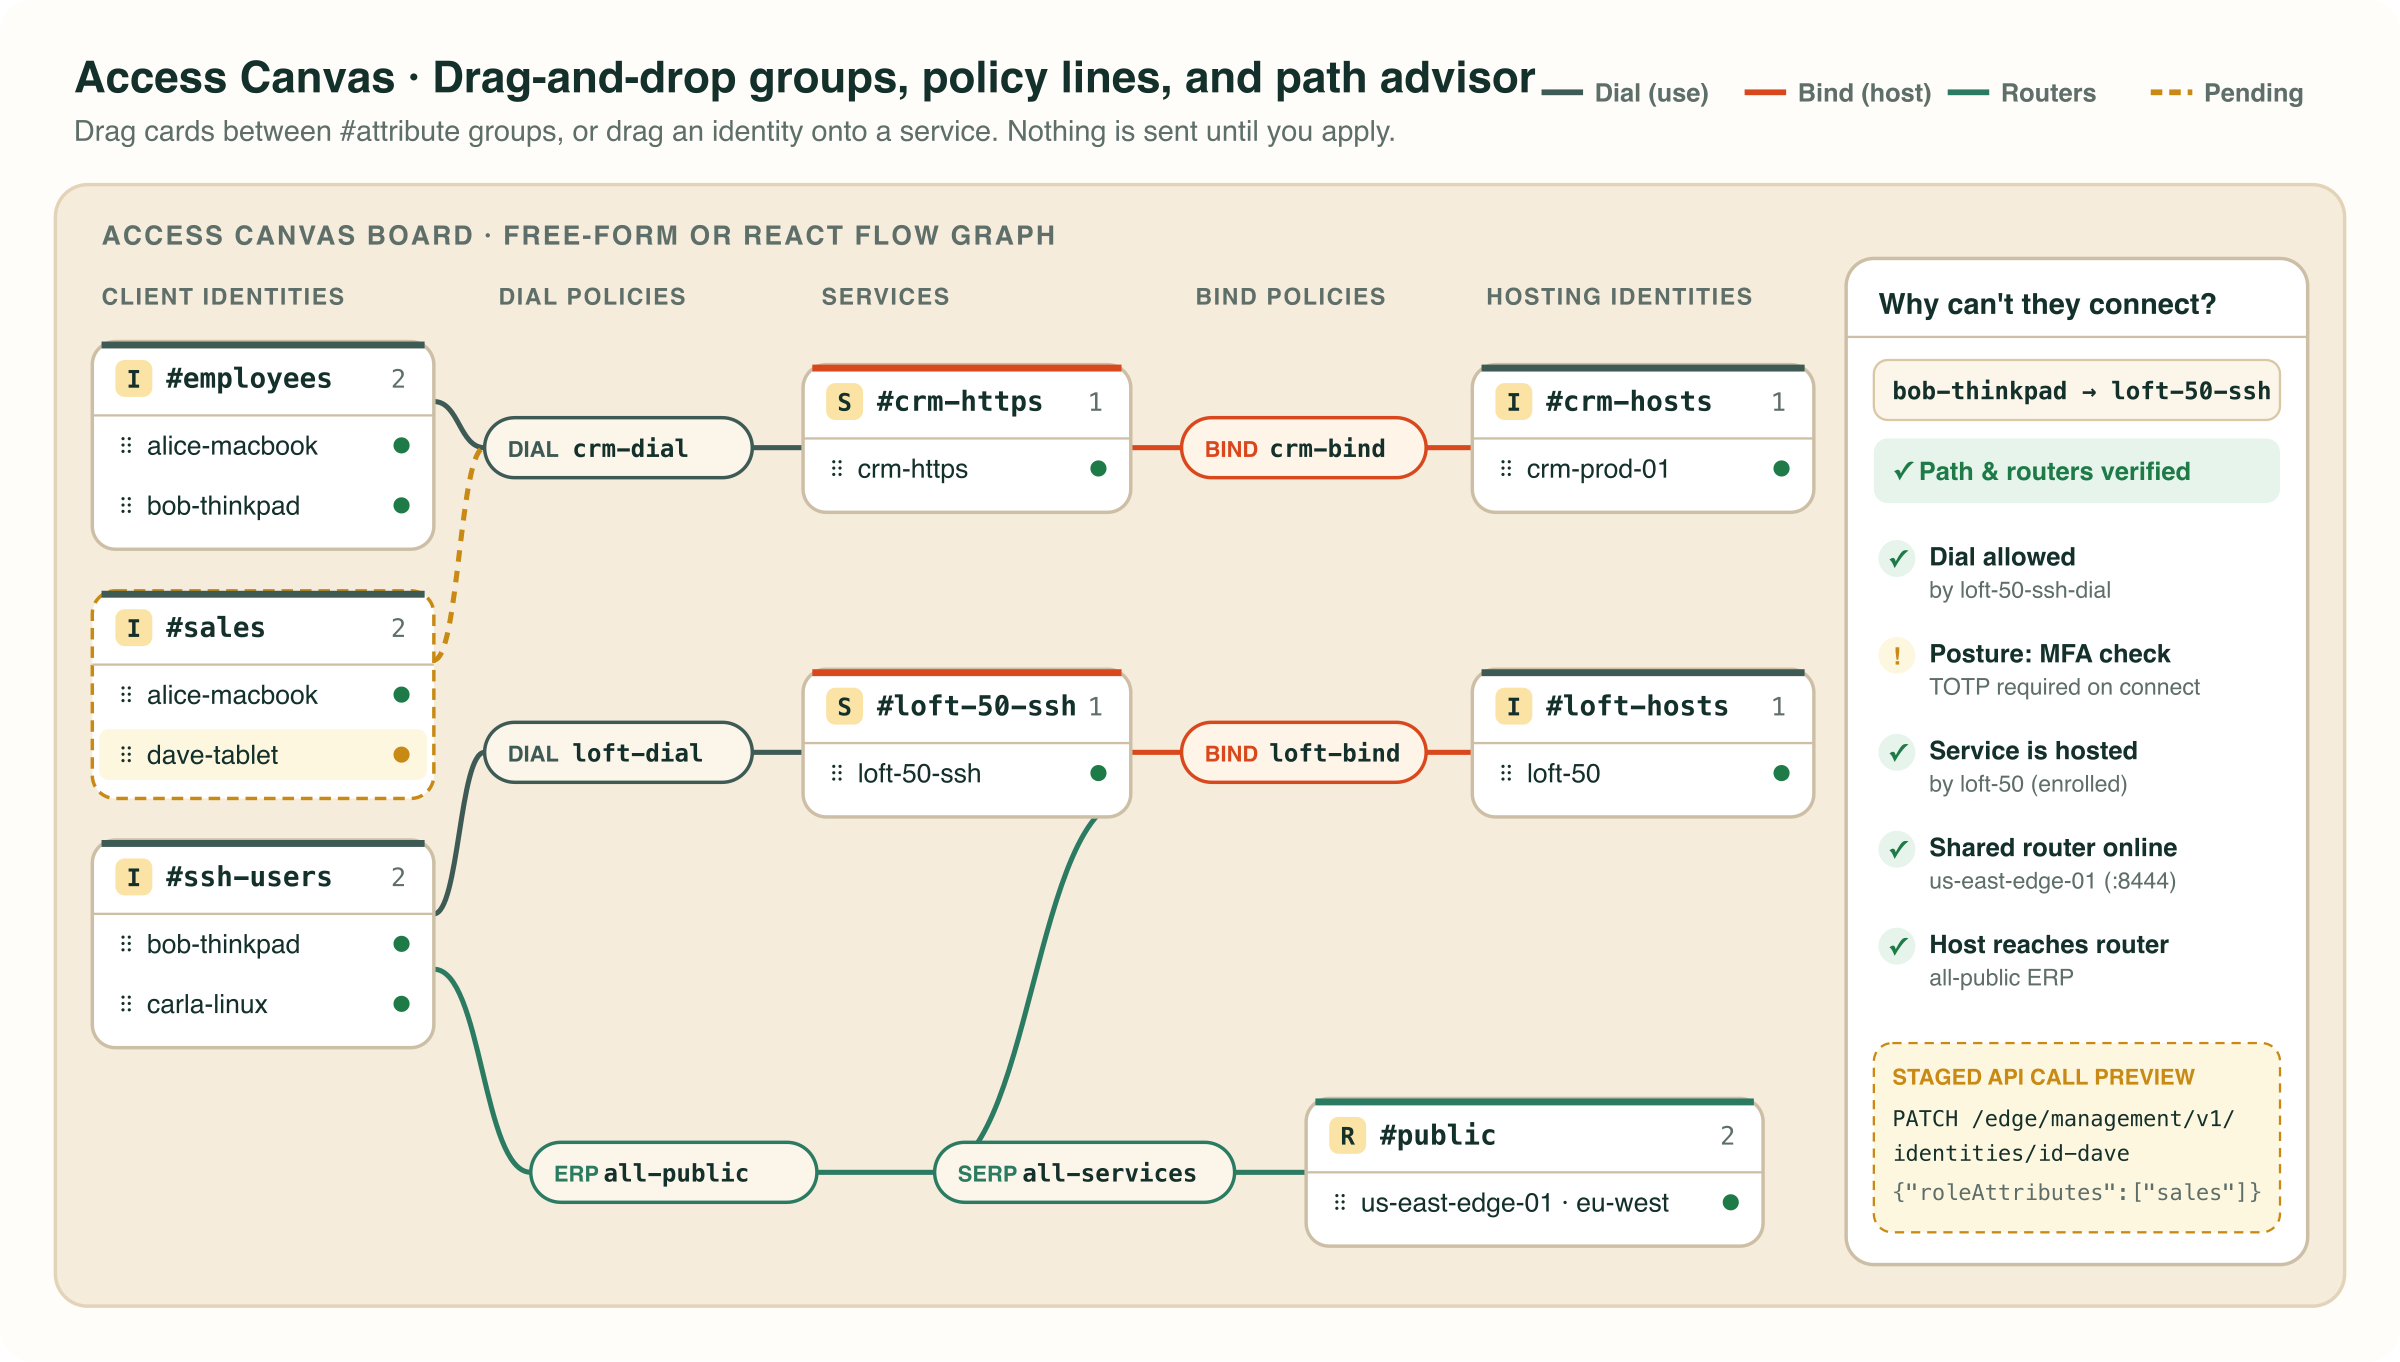 Access Canvas · Drag-and-drop groups, policy lines, and path advisor
Dial (use)
Bind (host)
Routers
Pending
Drag cards between #attribute groups, or drag an identity onto a service. Nothing is sent until you apply.
ACCESS CANVAS BOARD · FREE-FORM OR REACT FLOW GRAPH
CLIENT IDENTITIES
DIAL POLICIES
SERVICES
BIND POLICIES
HOSTING IDENTITIES
I #employees 2
alice-macbook
bob-thinkpad
I #sales 2
alice-macbook
dave-tablet
I #ssh-users 2
bob-thinkpad
carla-linux
DIAL crm-dial
DIAL loft-dial
S #crm-https 1
crm-https
S #loft-50-ssh 1
loft-50-ssh
BIND crm-bind
BIND loft-bind
I #crm-hosts 1
crm-prod-01
I #loft-hosts 1
loft-50
ERP all-public
SERP all-services
R #public 2
us-east-edge-01 · eu-west
Why can't they connect?
bob-thinkpad → loft-50-ssh
✓ Path & routers verified
✓ Dial allowed
by loft-50-ssh-dial
! Posture: MFA check
TOTP required on connect
✓ Service is hosted
by loft-50 (enrolled)
✓ Shared router online
us-east-edge-01 (:8444)
✓ Host reaches router
all-public ERP
STAGED API CALL PREVIEW
PATCH /edge/management/v1/
identities/id-dave
{"roleAttributes":["sales"]}